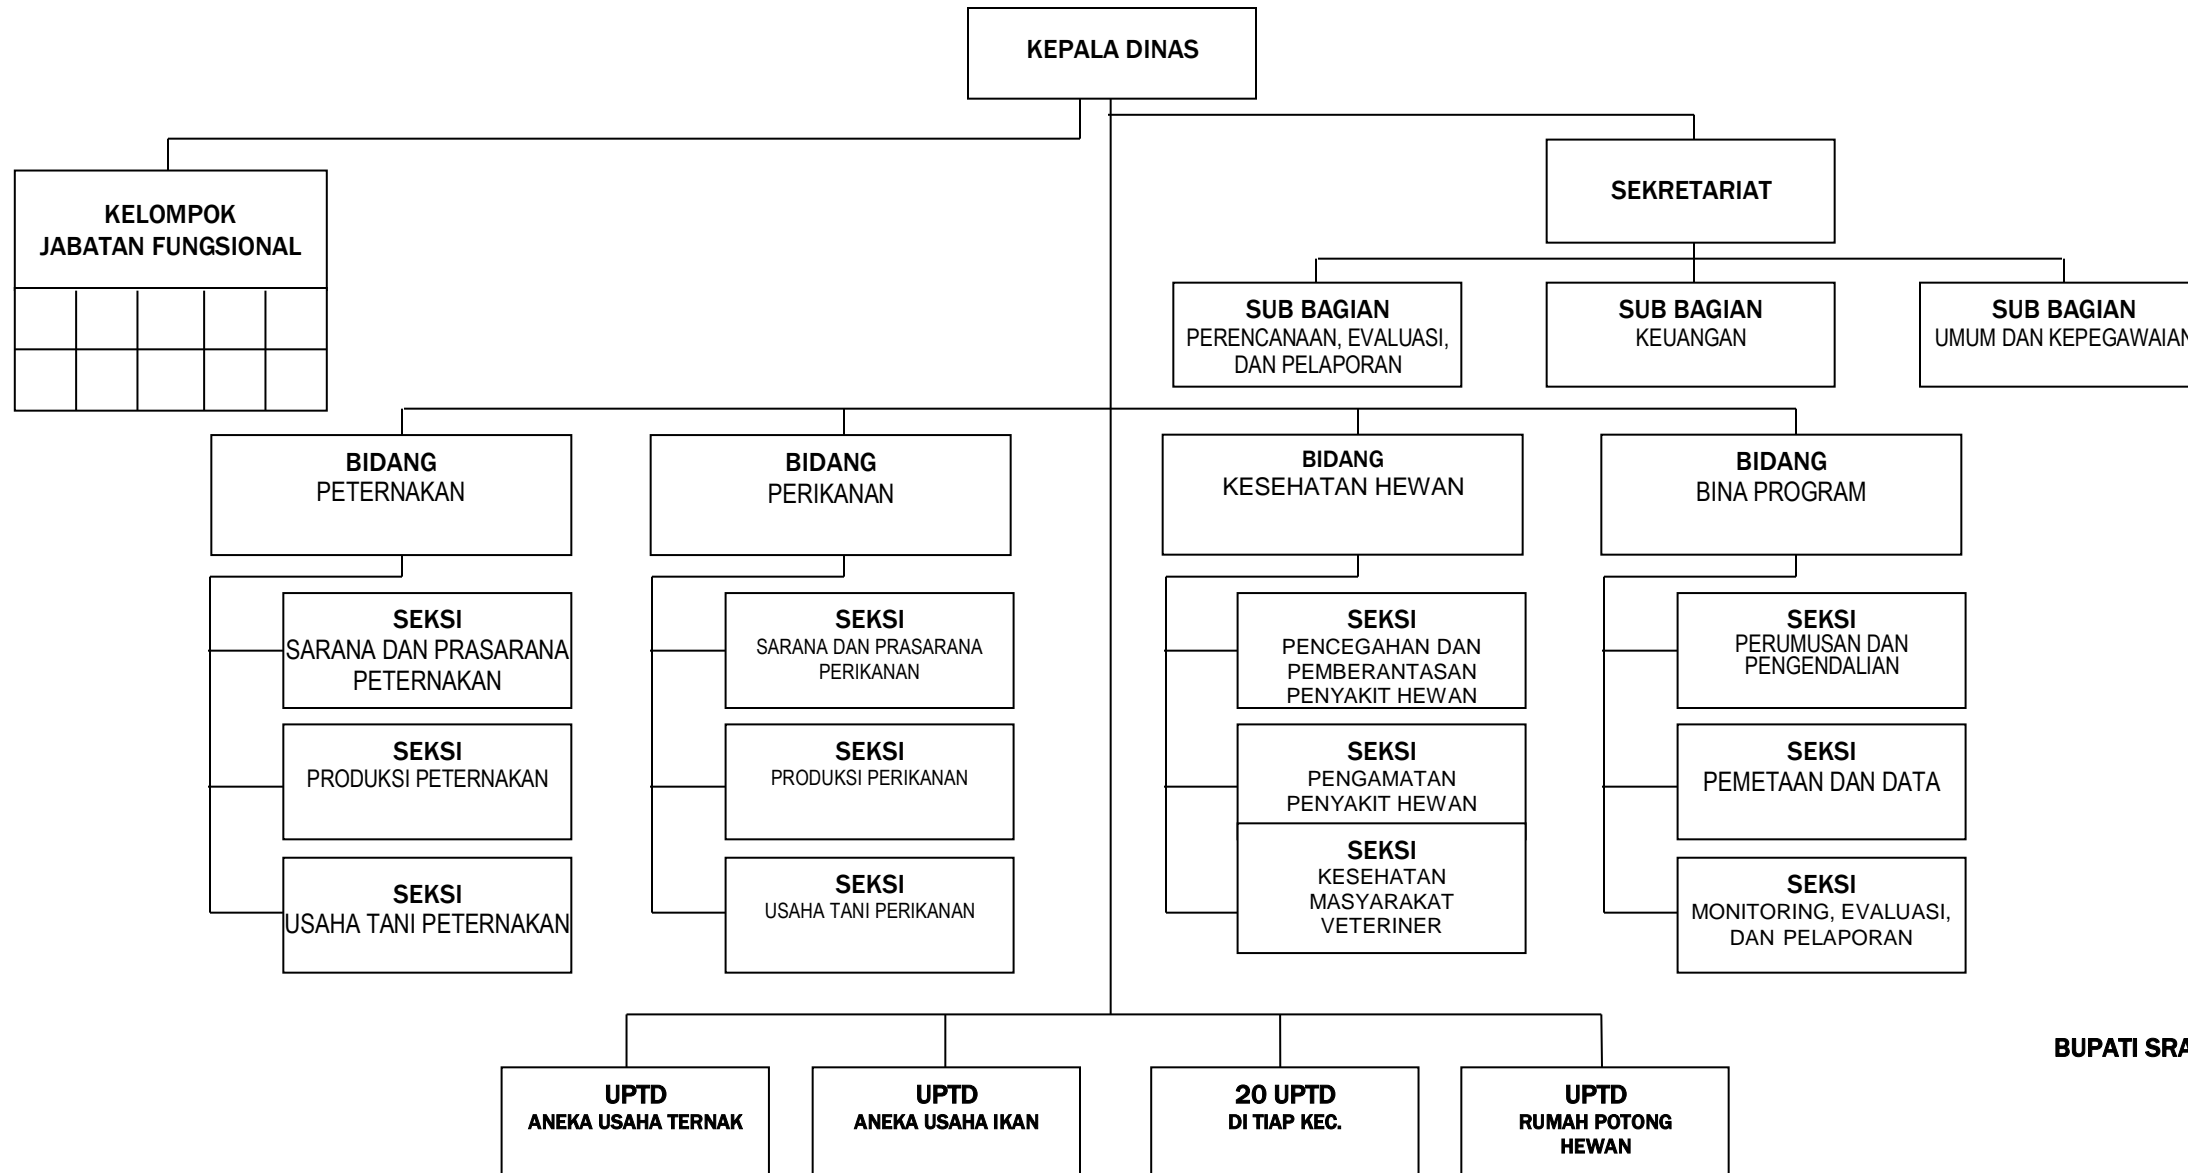 KEPALA DINAS
SEKRETARIAT
KELOMPOK
JABATAN FUNGSIONAL
SUB BAGIAN
PERENCANAAN, EVALUASI,
DAN PELAPORAN
SUB BAGIAN
KEUANGAN
SUB BAGIAN
UMUM DAN KEPEGAWAIAN
BIDANG
PETERNAKAN
BIDANG
PERIKANAN
BIDANG
KESEHATAN HEWAN
BIDANG
BINA PROGRAM
SEKSI
SARANA DAN PRASARANA
PETERNAKAN
SEKSI
SARANA DAN PRASARANA
PERIKANAN
SEKSI
PENCEGAHAN DAN
PEMBERANTASAN
PENYAKIT HEWAN
SEKSI
PERUMUSAN DAN
PENGENDALIAN
SEKSI
PRODUKSI PETERNAKAN
SEKSI
PRODUKSI PERIKANAN
SEKSI
PENGAMATAN
PENYAKIT HEWAN
SEKSI
PEMETAAN DAN DATA
SEKSI
USAHA TANI PETERNAKAN
SEKSI
USAHA TANI PERIKANAN
SEKSI
KESEHATAN
MASYARAKAT
VETERINER
SEKSI
MONITORING, EVALUASI,
DAN PELAPORAN
BUPATI SRA
UPTD
ANEKA USAHA TERNAK
UPTD
ANEKA USAHA IKAN
20 UPTD
DI TIAP KEC.
UPTD
RUMAH POTONG
HEWAN